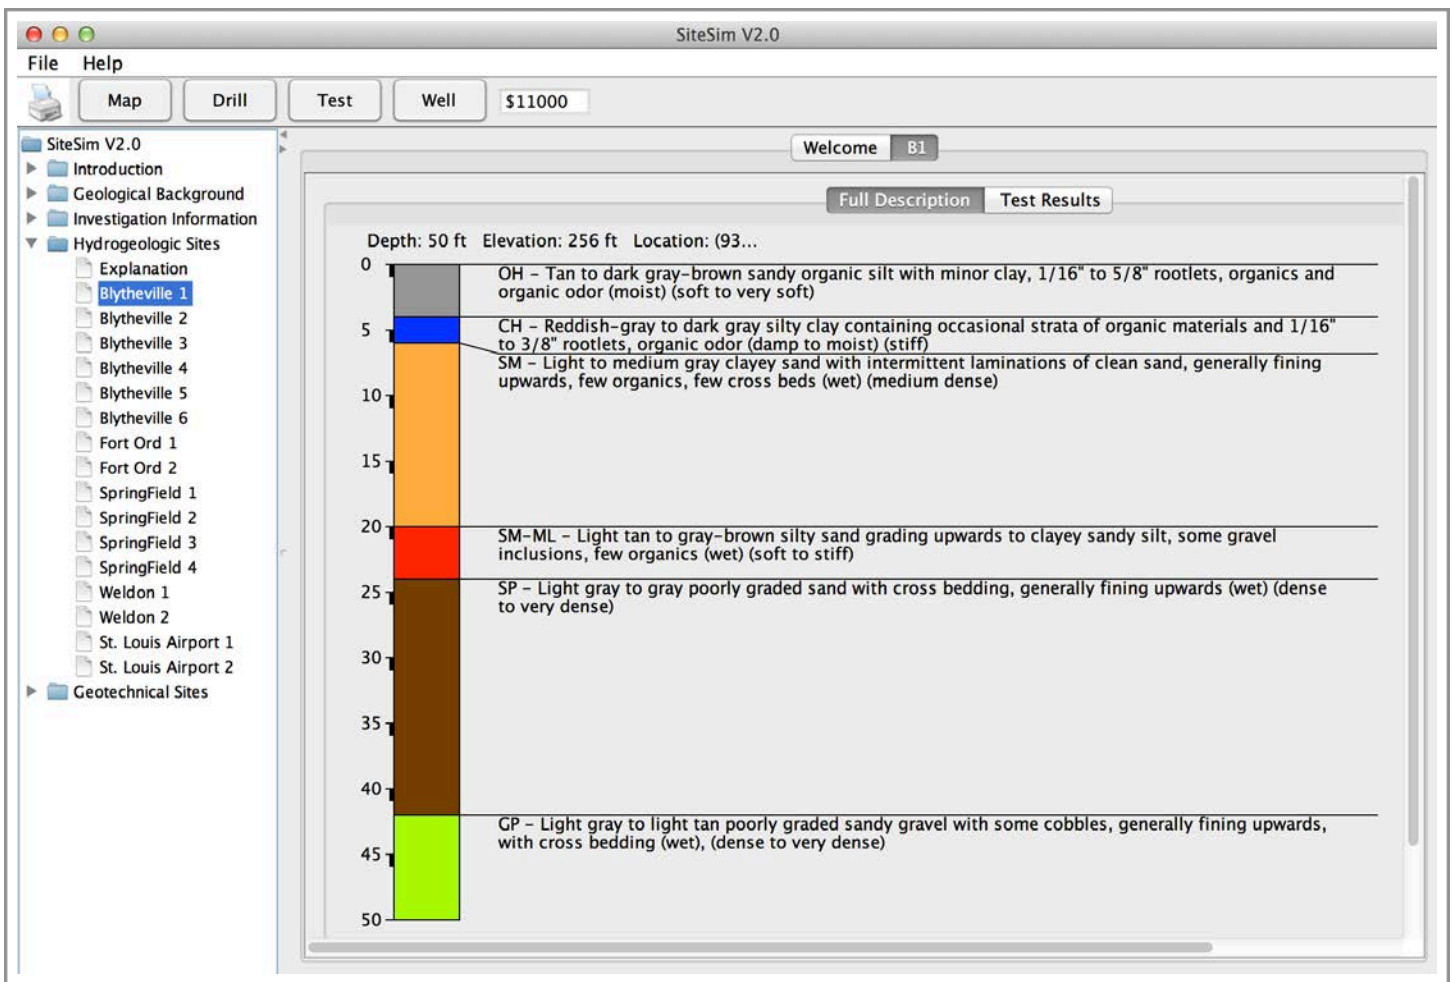 SiteSim V2.0
File Help
Map Drill Test Well $11000
SiteSim V2.0
Introduction
Geological Background
Investigation Information
Hydrogeologic Sites
Explanation
Blytheville 1
Blytheville 2
Blytheville 3
Blytheville 4
Blytheville 5
Blytheville 6
Fort Ord 1
Fort Ord 2
SpringField 1
SpringField 2
SpringField 3
SpringField 4
Weldon 1
Weldon 2
St. Louis Airport 1
St. Louis Airport 2
Geotechnical Sites
Welcome B1
Full Description Test Results
Depth: 50 ft Elevation: 256 ft Location: (93...
0
OH – Tan to dark gray–brown sandy organic silt with minor clay, 1/16" to 5/8" rootlets, organics and
organic odor (moist) (soft to very soft)
5
CH – Reddish–gray to dark gray silty clay containing occasional strata of organic materials and 1/16"
to 3/8" rootlets, organic odor (damp to moist) (stiff)
SM – Light to medium gray clayey sand with intermittent laminations of clean sand, generally fining
upwards, few organics, few cross beds (wet) (medium dense)
10
15
20
SM–ML – Light tan to gray–brown silty sand grading upwards to clayey sandy silt, some gravel
inclusions, few organics (wet) (soft to stiff)
25
SP – Light gray to gray poorly graded sand with cross bedding, generally fining upwards (wet) (dense
to very dense)
30
35
40
GP – Light gray to light tan poorly graded sandy gravel with some cobbles, generally fining upwards,
with cross bedding (wet), (dense to very dense)
45
50